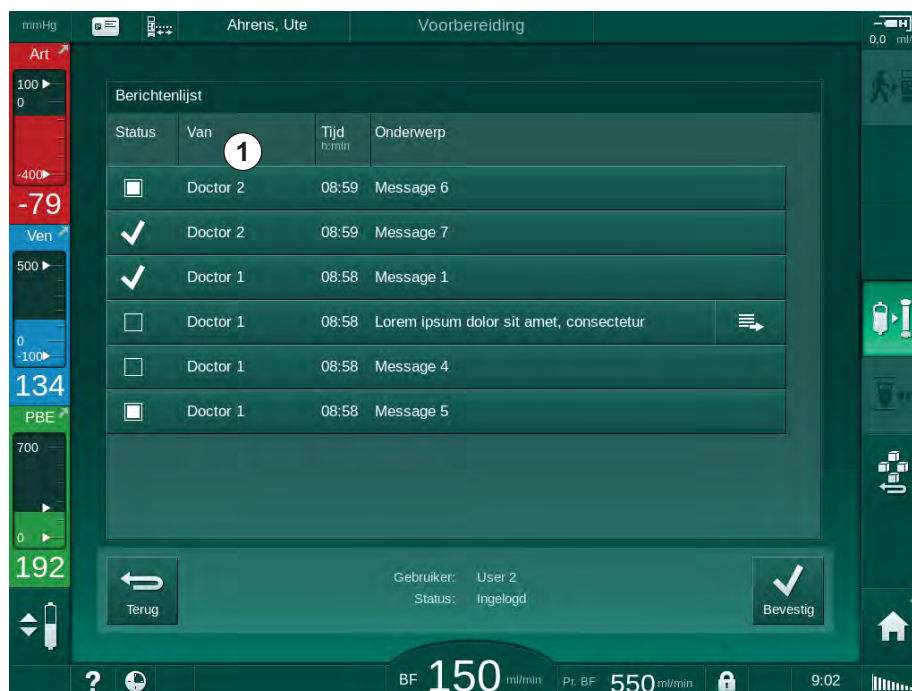 mmHg
Ahrens, Ute
Voorbereiding
0,0 ml/
Art
100
0
-400
-79
Ven
500
0
-100
134
PBE
700
0
192
Berichtenlijst
Status Van Tijd Onderwerp
h:min
1
Doctor 2 08:59 Message 6
Doctor 2 08:59 Message 7
Doctor 1 08:58 Message 1
Doctor 1 08:58 Lorem ipsum dolor sit amet, consectetur
Doctor 1 08:58 Message 4
Doctor 1 08:58 Message 5
Terug
Gebruiker: User 2
Status: Ingelogd
Bevestig
? BF 150 ml/min Pr. BF 550 ml/min 9:02